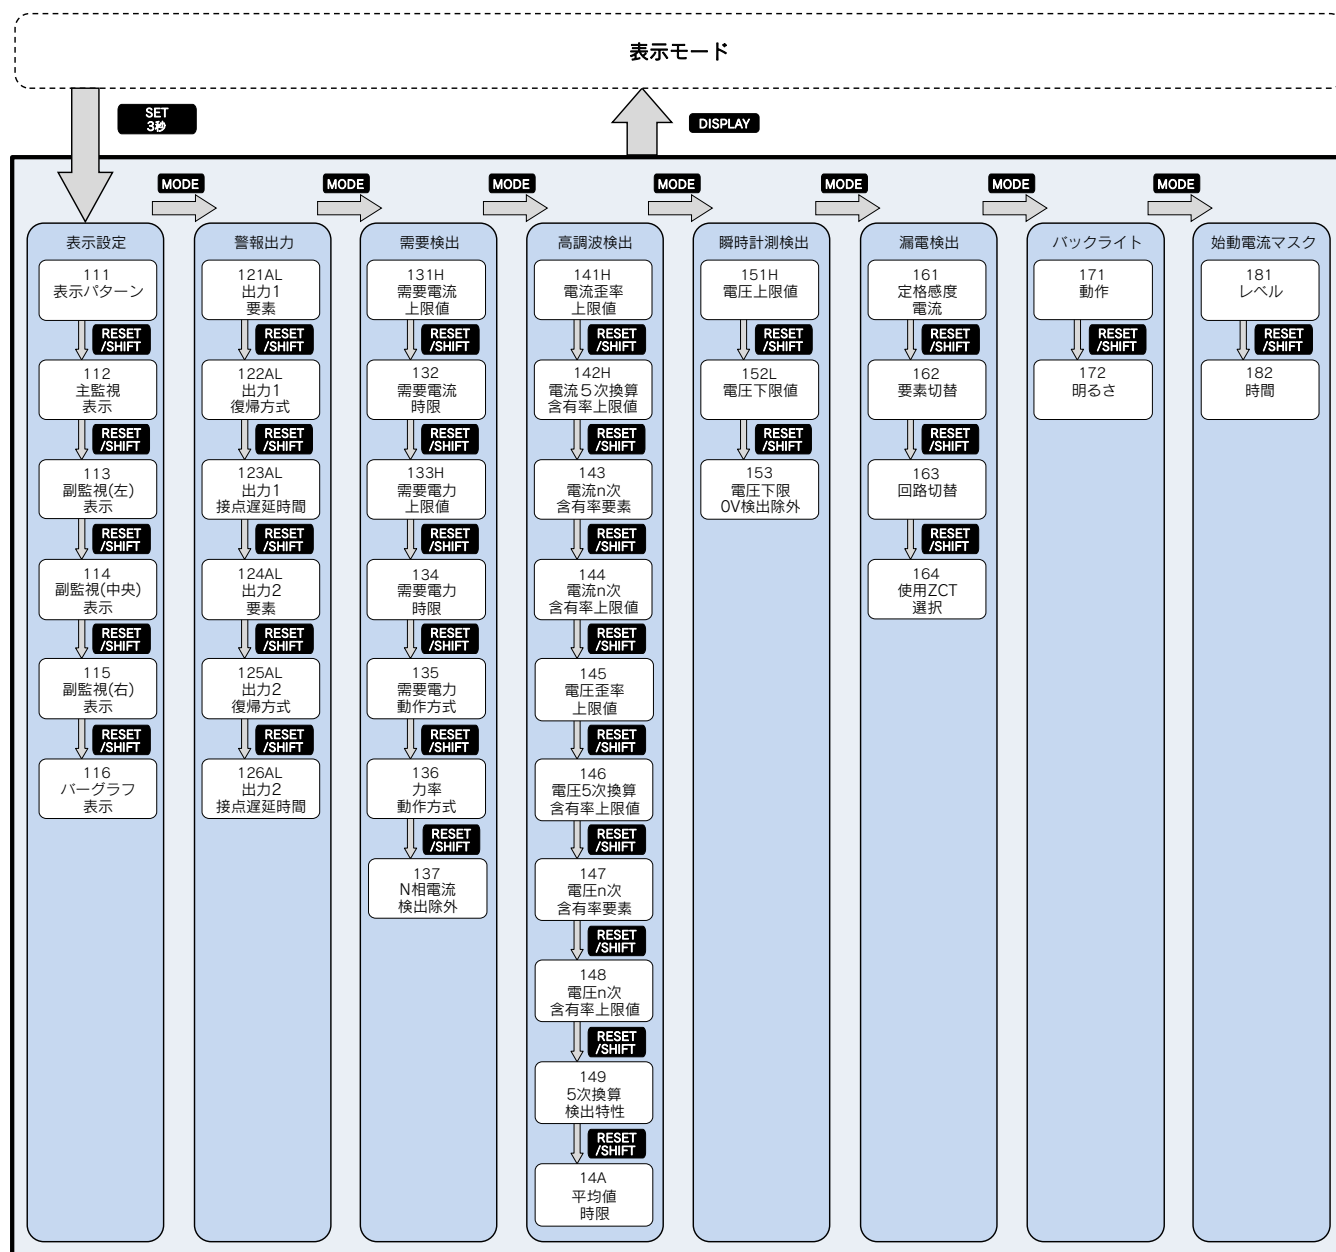 表示モード
SET
3秒
DISPLAY
MODE
MODE
MODE
MODE
MODE
MODE
MODE
表示設定
111
表示パターン
RESET
/SHIFT
112
主監視
表示
RESET
/SHIFT
113
副監視(左)
表示
RESET
/SHIFT
114
副監視(中央)
表示
RESET
/SHIFT
115
副監視(右)
表示
RESET
/SHIFT
116
バーグラフ
表示
警報出力
121AL
出力1
要素
RESET
/SHIFT
122AL
出力1
復帰方式
RESET
/SHIFT
123AL
出力1
接点遅延時間
RESET
/SHIFT
124AL
出力2
要素
RESET
/SHIFT
125AL
出力2
復帰方式
RESET
/SHIFT
126AL
出力2
接点遅延時間
需要検出
131H
需要電流
上限値
RESET
/SHIFT
132
需要電流
時限
RESET
/SHIFT
133H
需要電力
上限値
RESET
/SHIFT
134
需要電力
時限
RESET
/SHIFT
135
需要電力
動作方式
RESET
/SHIFT
136
力率
動作方式
RESET
/SHIFT
137
N相電流
検出除外
高調波検出
141H
電流歪率
上限値
RESET
/SHIFT
142H
電流５次換算
含有率上限値
RESET
/SHIFT
143
電流n次
含有率要素
RESET
/SHIFT
144
電流n次
含有率上限値
RESET
/SHIFT
145
電圧歪率
上限値
RESET
/SHIFT
146
電圧5次換算
含有率上限値
RESET
/SHIFT
147
電圧n次
含有率要素
RESET
/SHIFT
148
電圧n次
含有率上限値
RESET
/SHIFT
149
5次換算
検出特性
RESET
/SHIFT
14A
平均値
時限
瞬時計測検出
151H
電圧上限値
RESET
/SHIFT
152L
電圧下限値
RESET
/SHIFT
153
電圧下限
0V検出除外
漏電検出
161
定格感度
電流
RESET
/SHIFT
162
要素切替
RESET
/SHIFT
163
回路切替
RESET
/SHIFT
164
使用ZCT
選択
バックライト
171
動作
RESET
/SHIFT
172
明るさ
始動電流マスク
181
レベル
RESET
/SHIFT
182
時間